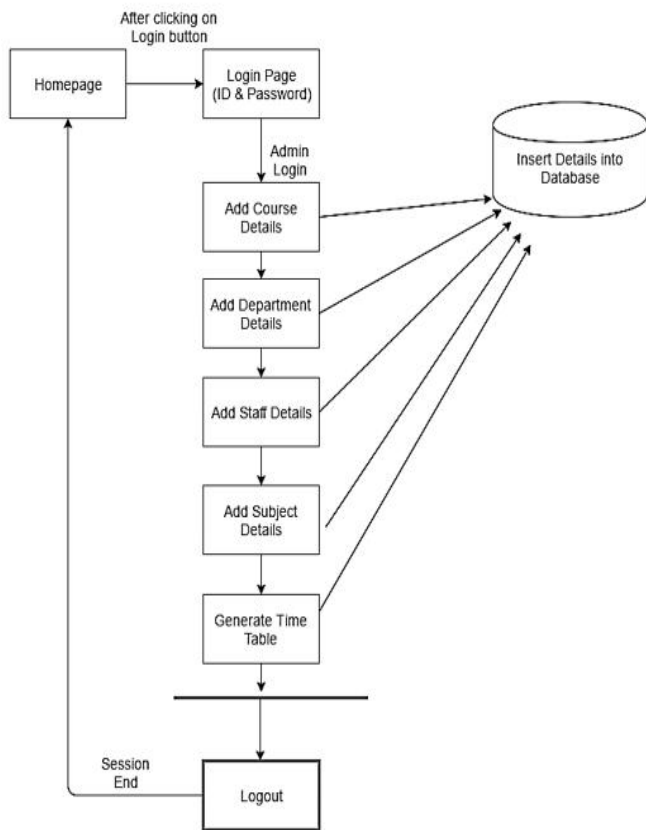 After clicking on
Login button
Homepage
Login Page
(ID & Password)
Admin
Login
Insert Details into
Database
Add Course
Details
Add Department
Details
Add Staff Details
Add Subject
Details
Generate Time
Table
Session
End
Logout